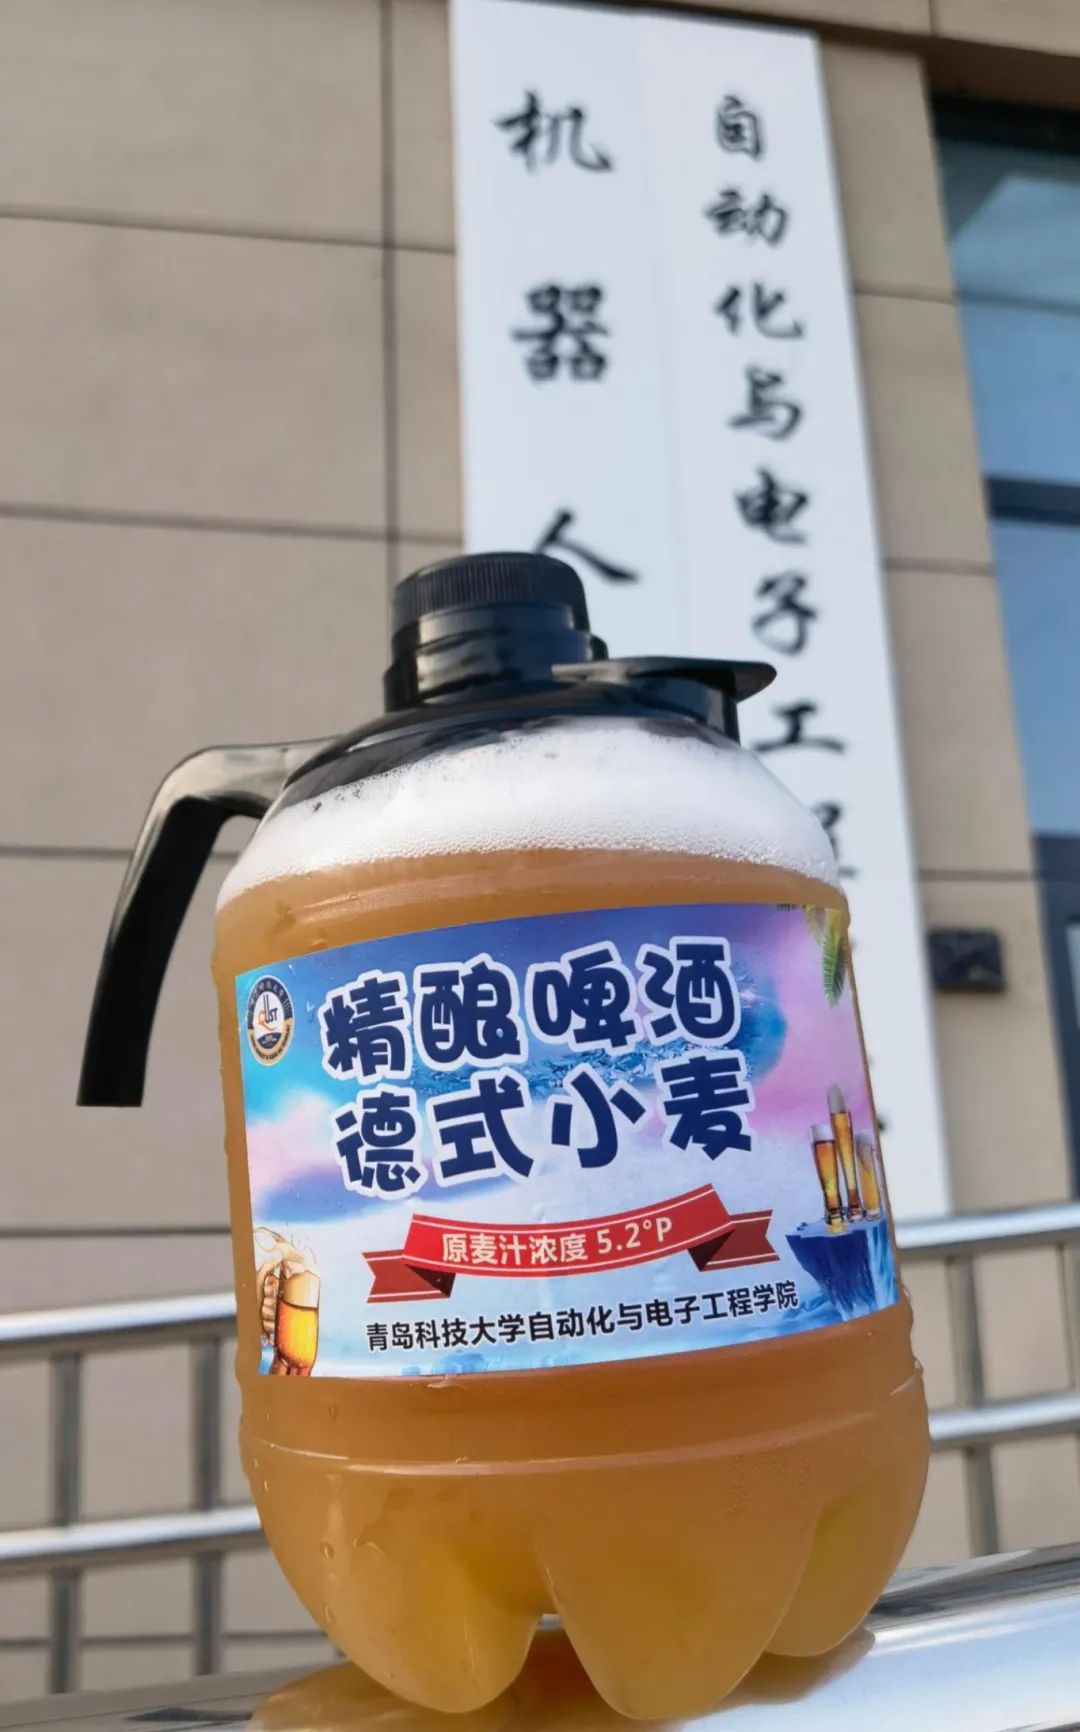 机器人
自动化与电子工程
精酿啤酒
德式小麦
原麦汁浓度 5.2°P
青岛科技大学自动化与电子工程学院
QUST